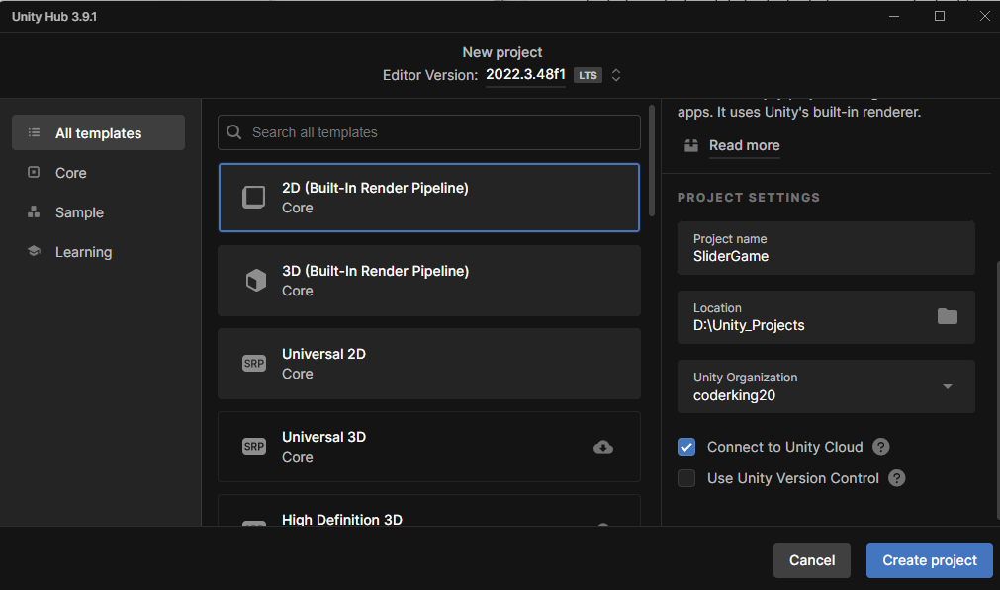 Unity Hub 3.9.1
New project
Editor Version: 2022.3.48f1 LTS
All templates
Core
Sample
Learning
Search all templates
2D (Built-In Render Pipeline)
Core
3D (Built-In Render Pipeline)
Core
SRP
Universal 2D
Core
SRP
Universal 3D
Core
High Definition 3D
apps. It uses Unity's built-in renderer.
Read more
PROJECT SETTINGS
Project name
SliderGame
Location
D:\Unity_Projects
Unity Organization
coderking20
Connect to Unity Cloud ?
Use Unity Version Control ?
Cancel
Create project